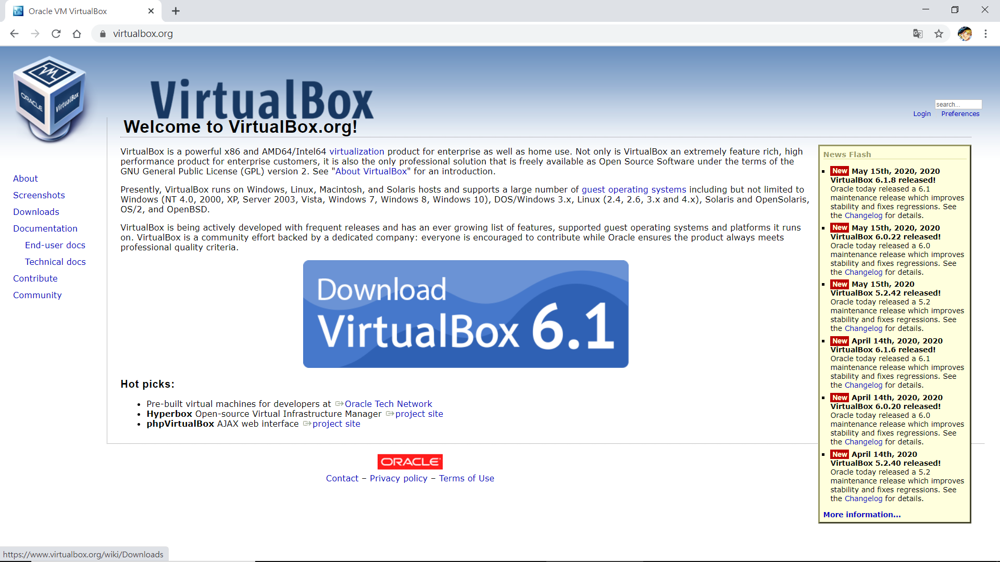 Oracle VM VirtualBox
virtualbox.org
ORACLE
VirtualBox
VirtualBox
search...
Login Preferences
Welcome to VirtualBox.org!
About
Screenshots
Downloads
Documentation
End-user docs
Technical docs
Contribute
Community
VirtualBox is a powerful x86 and AMD64/Intel64 virtualization product for enterprise as well as home use. Not only is VirtualBox an extremely feature rich, high
performance product for enterprise customers, it is also the only professional solution that is freely available as Open Source Software under the terms of the
GNU General Public License (GPL) version 2. See "About VirtualBox" for an introduction.
Presently, VirtualBox runs on Windows, Linux, Macintosh, and Solaris hosts and supports a large number of guest operating systems including but not limited to
Windows (NT 4.0, 2000, XP, Server 2003, Vista, Windows 7, Windows 8, Windows 10), DOS/Windows 3.x, Linux (2.4, 2.6, 3.x and 4.x), Solaris and OpenSolaris,
OS/2, and OpenBSD.
VirtualBox is being actively developed with frequent releases and has an ever growing list of features, supported guest operating systems and platforms it runs
on. VirtualBox is a community effort backed by a dedicated company: everyone is encouraged to contribute while Oracle ensures the product always meets
professional quality criteria.
Download
VirtualBox 6.1
Hot picks:
Pre-built virtual machines for developers at Oracle Tech Network
Hyperbox Open-source Virtual Infrastructure Manager project site
phpVirtualBox AJAX web interface project site
News Flash
New May 15th, 2020, 2020
VirtualBox 6.1.8 released!
Oracle today released a 6.1
maintenance release which improves
stability and fixes regressions. See
the Changelog for details.
New May 15th, 2020, 2020
VirtualBox 6.0.22 released!
Oracle today released a 6.0
maintenance release which improves
stability and fixes regressions. See
the Changelog for details.
New May 15th, 2020
VirtualBox 5.2.42 released!
Oracle today released a 5.2
maintenance release which improves
stability and fixes regressions. See
the Changelog for details.
New April 14th, 2020, 2020
VirtualBox 6.1.6 released!
Oracle today released a 6.1
maintenance release which improves
stability and fixes regressions. See
the Changelog for details.
New April 14th, 2020, 2020
VirtualBox 6.0.20 released!
Oracle today released a 6.0
maintenance release which improves
stability and fixes regressions. See
the Changelog for details.
New April 14th, 2020
VirtualBox 5.2.40 released!
Oracle today released a 5.2
maintenance release which improves
stability and fixes regressions. See
the Changelog for details.
More information...
ORACLE
Contact – Privacy policy – Terms of Use
https://www.virtualbox.org/wiki/Downloads